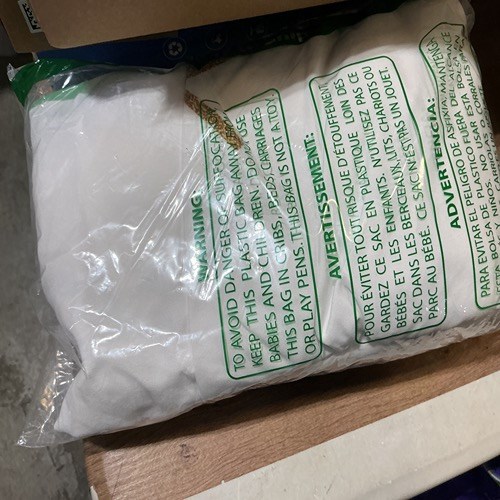 WARNING:
TO AVOID DANGER OF SUFFOCATION,
KEEP THIS PLASTIC BAG AWAY FROM
BABIES AND CHILDREN. DO NOT USE
THIS BAG IN CRIBS, BEDS, CARRIAGES
OR PLAY PENS. THIS BAG IS NOT A TOY.
AVERTISSEMENT:
POUR ÉVITER TOUT RISQUE D'ÉTOUFFEMENT,
GARDEZ CE SAC EN PLASTIQUE LOIN DES
BÉBÉS ET LES ENFANTS. N'UTILISEZ PAS CE
SAC DANS LES BERCEAUX, LITS, CHARIOTS OU
PARC AU BÉBÉ. CE SAC N'EST PAS UN JOUET.
ADVERTENCIA:
PARA EVITAR EL PELIGRO DE ASFIXIA, MANTENGA